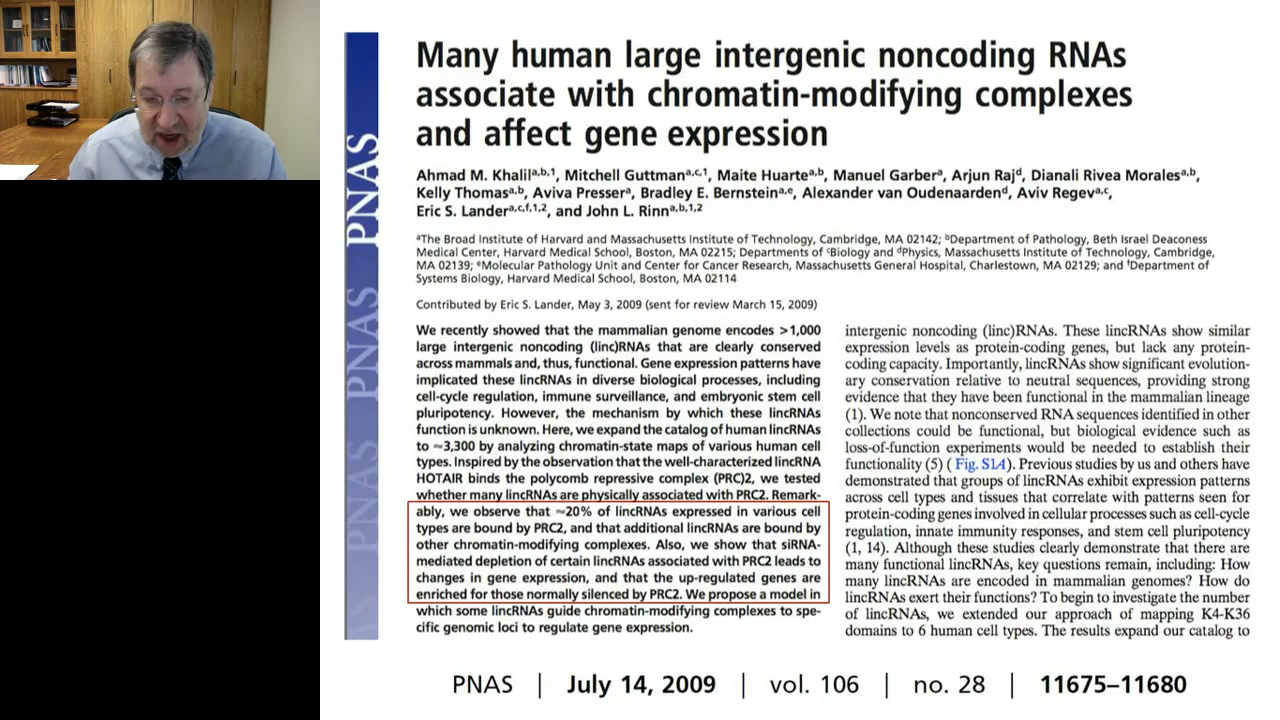 PNAS PNAS PNAS
Many human large intergenic noncoding RNAs
associate with chromatin-modifying complexes
and affect gene expression
Ahmad M. Khalila,b,1, Mitchell Guttmana,c,1, Maite Huartea,b, Manuel Garbera, Arjun Rajd, Dianali Rivea Moralesa,b,
Kelly Thomasa,b, Aviva Pressera, Bradley E. Bernsteina,e, Alexander van Oudenaardend, Aviv Regeva,c,
Eric S. Landera,c,f,1,2, and John L. Rinna,b,1,2
aThe Broad Institute of Harvard and Massachusetts Institute of Technology, Cambridge, MA 02142; bDepartment of Pathology, Beth Israel Deaconess
Medical Center, Harvard Medical School, Boston, MA 02215; Departments of cBiology and dPhysics, Massachusetts Institute of Technology, Cambridge,
MA 02139; eMolecular Pathology Unit and Center for Cancer Research, Massachusetts General Hospital, Charlestown, MA 02129; and fDepartment of
Systems Biology, Harvard Medical School, Boston, MA 02114
Contributed by Eric S. Lander, May 3, 2009 (sent for review March 15, 2009)
We recently showed that the mammalian genome encodes >1,000
large intergenic noncoding (linc)RNAs that are clearly conserved
across mammals and, thus, functional. Gene expression patterns have
implicated these lincRNAs in diverse biological processes, including
cell-cycle regulation, immune surveillance, and embryonic stem cell
pluripotency. However, the mechanism by which these lincRNAs
function is unknown. Here, we expand the catalog of human lincRNAs
to ≈3,300 by analyzing chromatin-state maps of various human cell
types. Inspired by the observation that the well-characterized lincRNA
HOTAIR binds the polycomb repressive complex (PRC)2, we tested
whether many lincRNAs are physically associated with PRC2. Remark-
ably, we observe that ≈20% of lincRNAs expressed in various cell
types are bound by PRC2, and that additional lincRNAs are bound by
other chromatin-modifying complexes. Also, we show that siRNA-
mediated depletion of certain lincRNAs associated with PRC2 leads to
changes in gene expression, and that the up-regulated genes are
enriched for those normally silenced by PRC2. We propose a model in
which some lincRNAs guide chromatin-modifying complexes to spe-
cific genomic loci to regulate gene expression.
intergenic noncoding (linc)RNAs. These lincRNAs show similar
expression levels as protein-coding genes, but lack any protein-
coding capacity. Importantly, lincRNAs show significant evolution-
ary conservation relative to neutral sequences, providing strong
evidence that they have been functional in the mammalian lineage
(1). We note that nonconserved RNA sequences identified in other
collections could be functional, but biological evidence such as
loss-of-function experiments would be needed to establish their
functionality (5) ( Fig. S1A). Previous studies by us and others have
demonstrated that groups of lincRNAs exhibit expression patterns
across cell types and tissues that correlate with patterns seen for
protein-coding genes involved in cellular processes such as cell-cycle
regulation, innate immunity responses, and stem cell pluripotency
(1, 14). Although these studies clearly demonstrate that there are
many functional lincRNAs, key questions remain, including: How
many lincRNAs are encoded in mammalian genomes? How do
lincRNAs exert their functions? To begin to investigate the number
of lincRNAs, we extended our approach of mapping K4-K36
domains to 6 human cell types. The results expand our catalog to
PNAS | July 14, 2009 | vol. 106 | no. 28 | 11675–11680